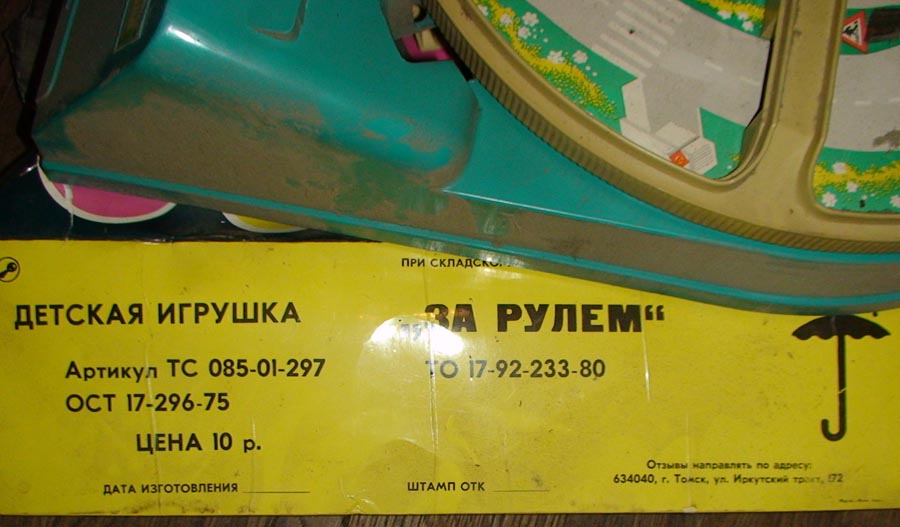 ПРИ СКЛАДСКО
ДЕТСКАЯ ИГРУШКА „ЗА РУЛЕМ“
Артикул ТС 085-01-297 ТО 17-92-233-80
ОСТ 17-296-75
ЦЕНА 10 р.
Отзывы направлять по адресу:
634040, г. Томск, ул. Иркутский тракт, 172
ДАТА ИЗГОТОВЛЕНИЯ ШТАМП ОТК